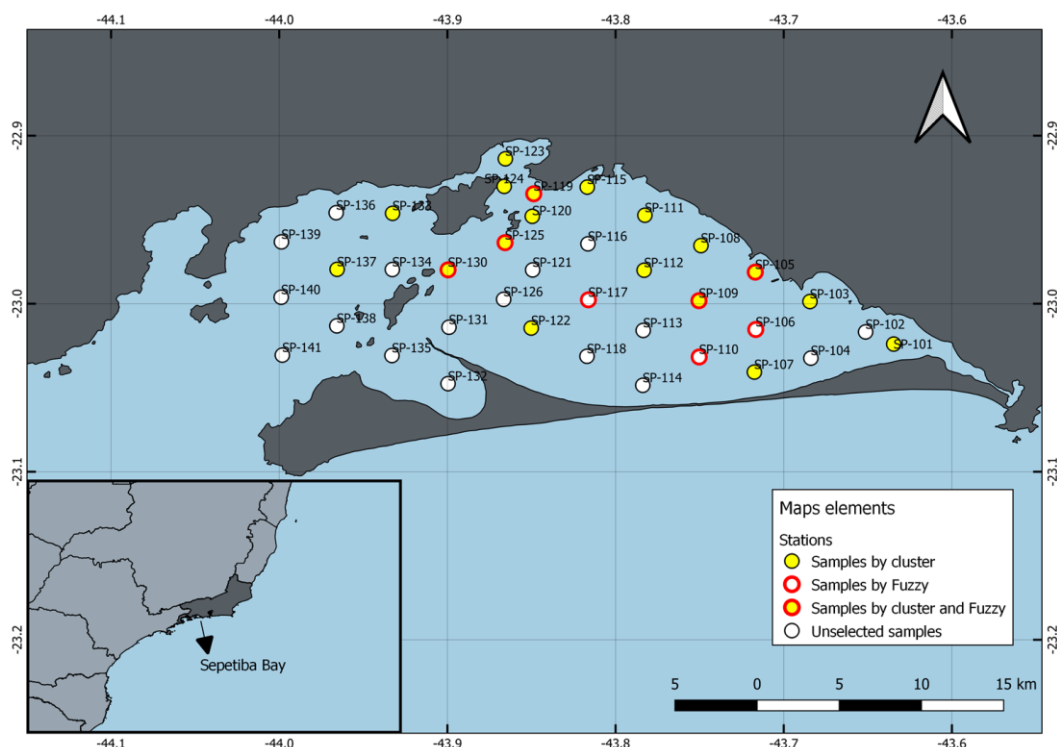 -44.1 -44.0 -43.9 -43.8 -43.7 -43.6
-22.9 -22.9
SP-123
SP-124 SP-119 SP-115
SP-136 SP-133 SP-120 SP-111
SP-139 SP-125 SP-116 SP-108
SP-137 SP-134 SP-130 SP-121 SP-112 SP-105
-23.0 -23.0
SP-140 SP-126 SP-117 SP-109 SP-103
SP-138 SP-131 SP-122 SP-113 SP-106 SP-102
SP-101
SP-141 SP-135 SP-118 SP-110 SP-104
SP-132 SP-114 SP-107
-23.1 -23.1
Maps elements
Stations
Samples by cluster
Samples by Fuzzy
Samples by cluster and Fuzzy
Unselected samples
-23.2 -23.2
Sepetiba Bay
5 0 5 10 15 km
-44.1 -44.0 -43.9 -43.8 -43.7 -43.6